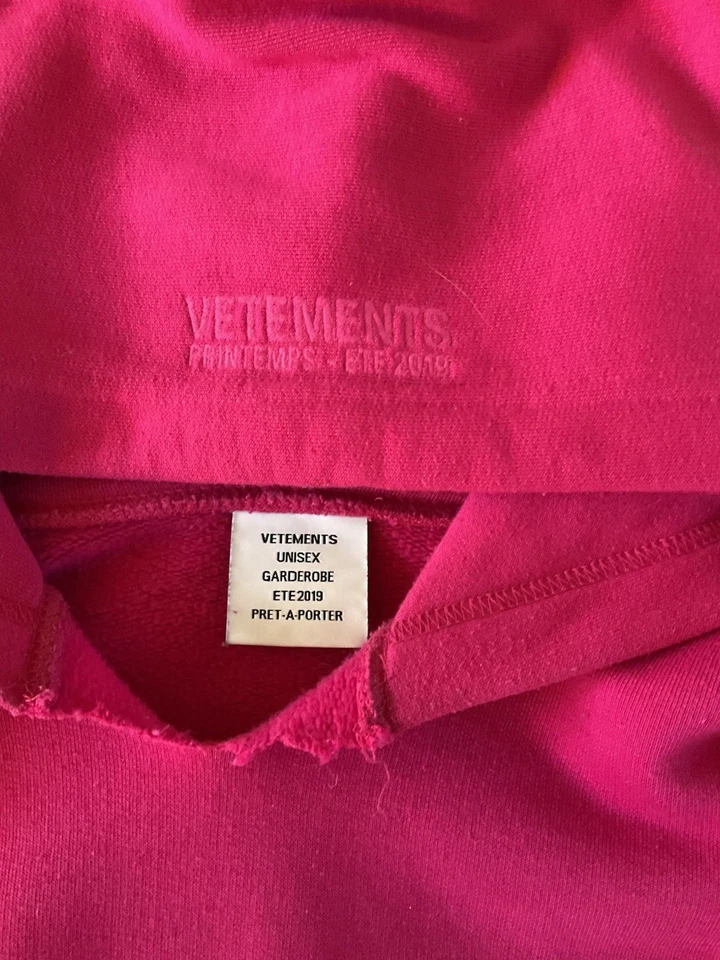 VETEMENTS
PRINTEMPS - ETE 2019
VETEMENTS
UNISEX
GARDEROBE
ETE2019
PRET-A-PORTER